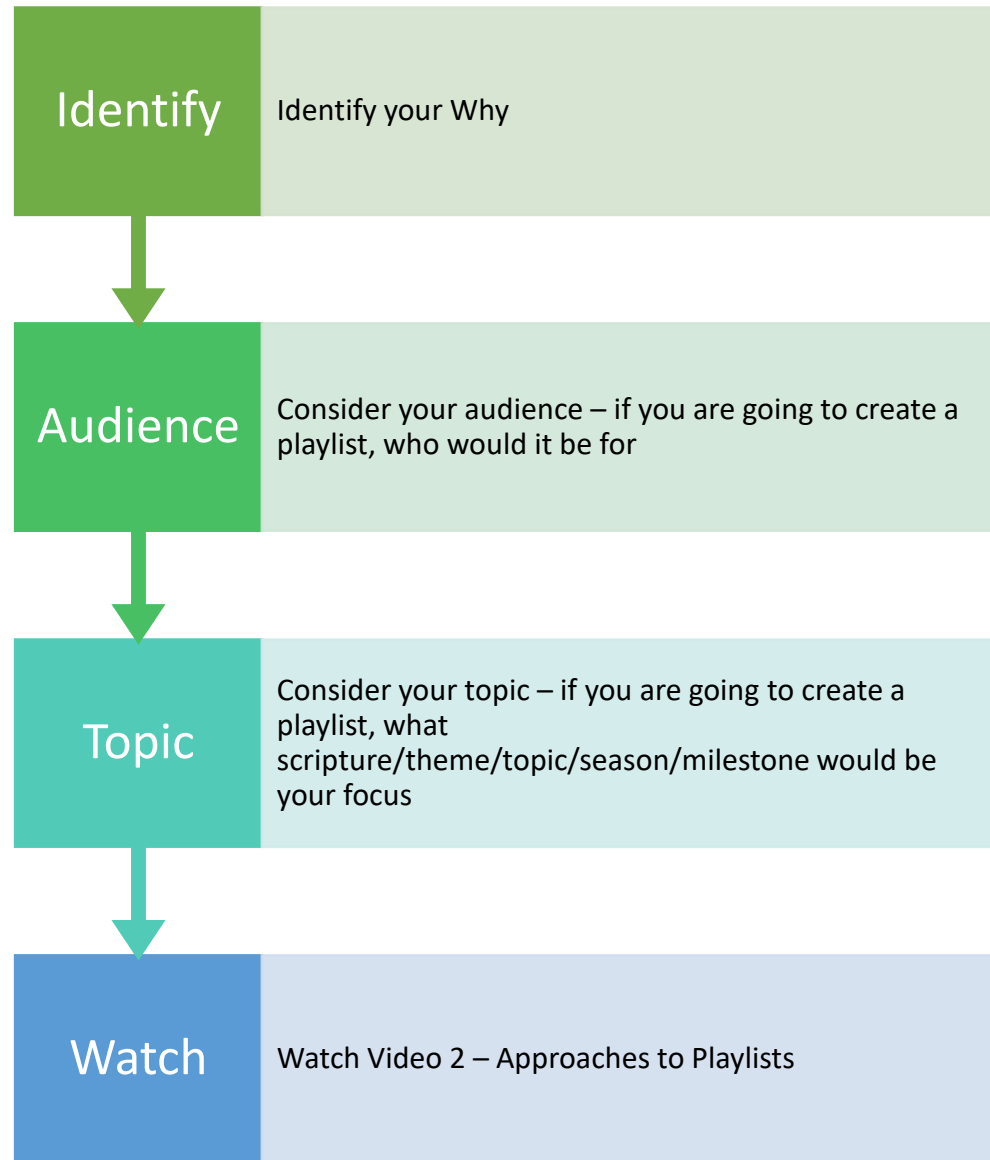 Identify
Identify your Why
Audience
Consider your audience – if you are going to create a
playlist, who would it be for
Topic
Consider your topic – if you are going to create a
playlist, what
scripture/theme/topic/season/milestone would be
your focus
Watch
Watch Video 2 – Approaches to Playlists